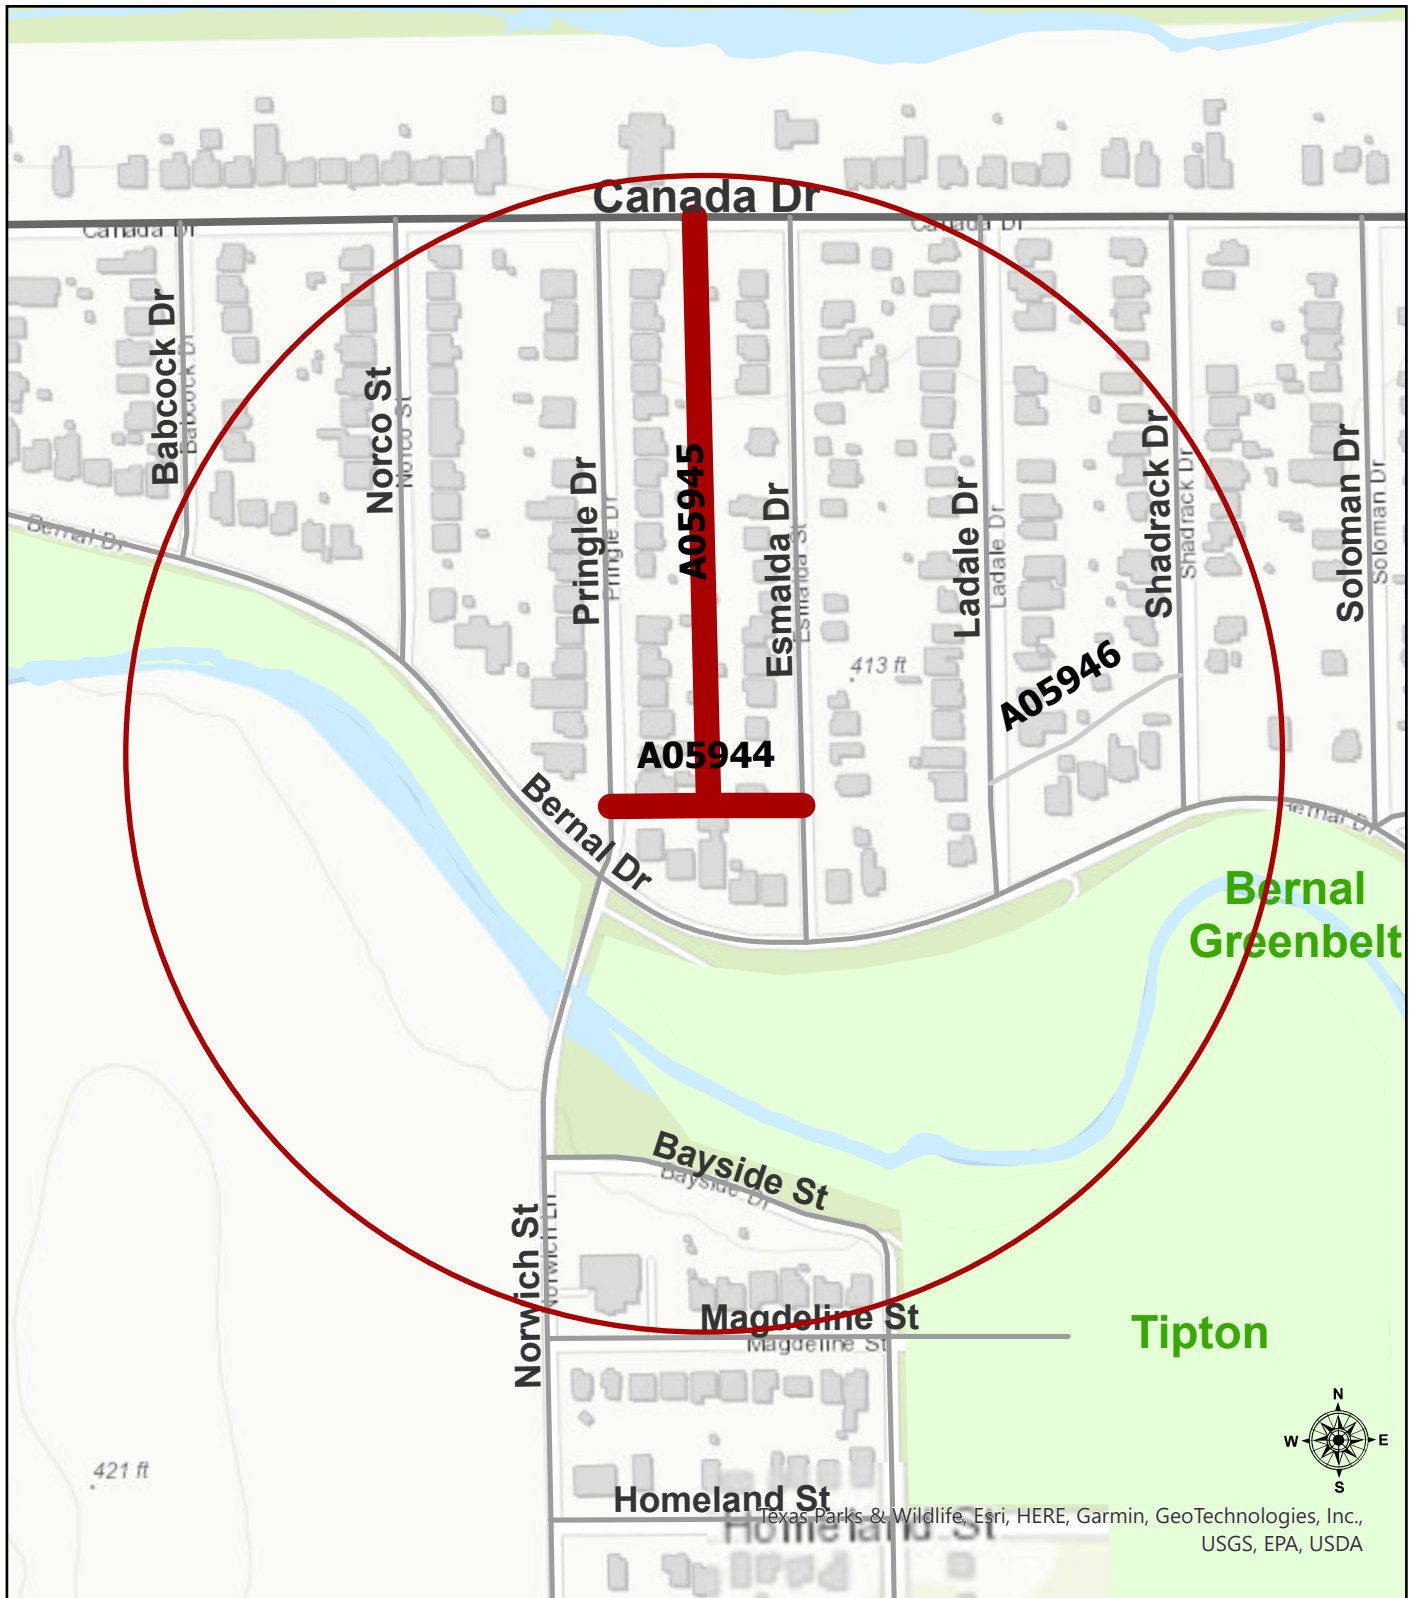 Canada Dr
Canada Dr
Canada Dr
Babcock Dr
Babcock Dr
Norco St
Norco St
Pringle Dr
Pringle Dr
A05945
Esmalda Dr
Esmalda St
Ladale Dr
Ladale Dr
Shadrack Dr
Shadrack Dr
Soloman Dr
Soloman Dr
Bernal Dr
413 ft
A05946
A05944
Bernal Dr
Bernal Dr
Bernal
Greenbelt
Bayside St
Bayside Dr
Norwich St
Norwich Ln
Magdeline St
Magdeline St
Tipton
N
W E
S
421 ft
Homeland St
Homeland St
Texas Parks & Wildlife, Esri, HERE, Garmin, GeoTechnologies, Inc.,
USGS, EPA, USDA